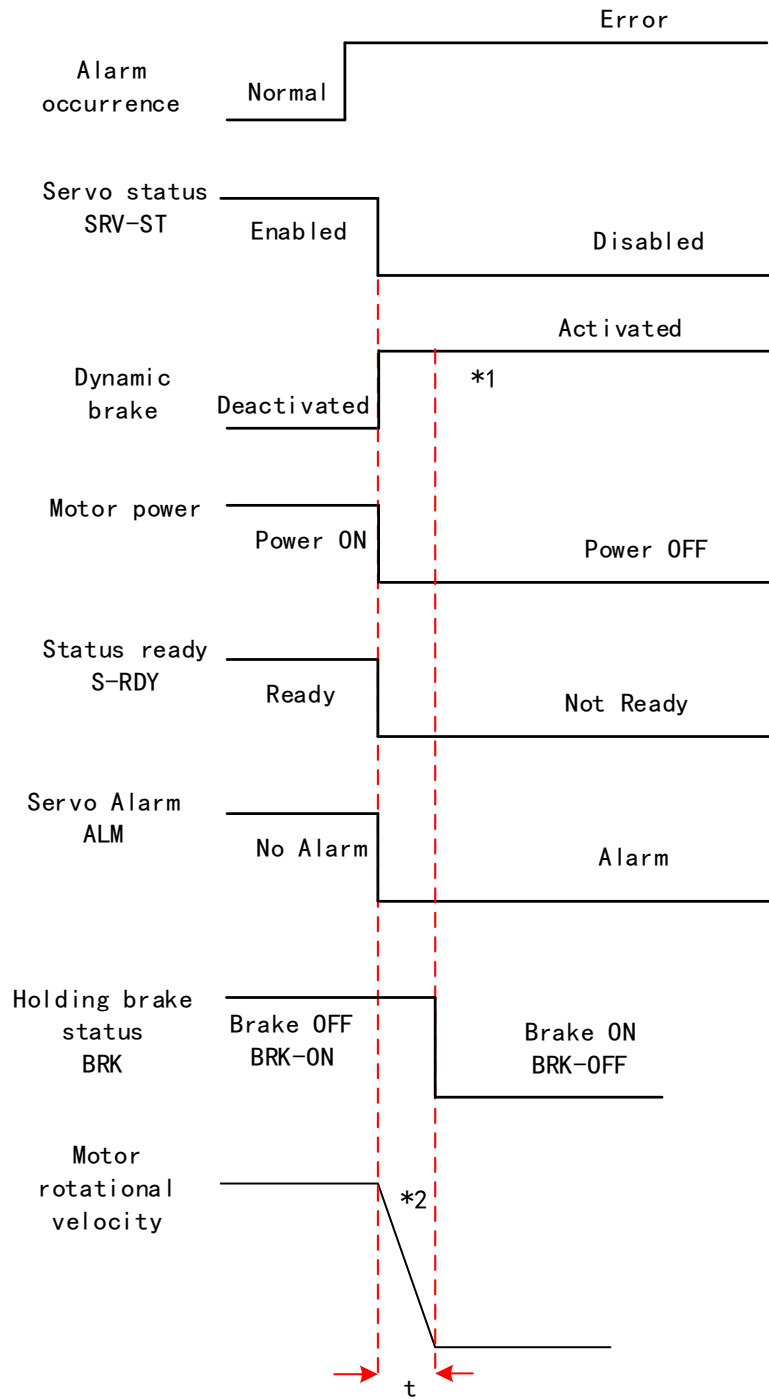 Error
Alarm
occurrence
Normal
Servo status
SRV-ST
Enabled
Disabled
Activated
Dynamic
brake
Deactivated
*1
Motor power
Power ON
Power OFF
Status ready
S-RDY
Ready
Not Ready
Servo Alarm
ALM
No Alarm
Alarm
Holding brake
status
BRK
Brake OFF
BRK-ON
Brake ON
BRK-OFF
Motor
rotational
velocity
*2
t